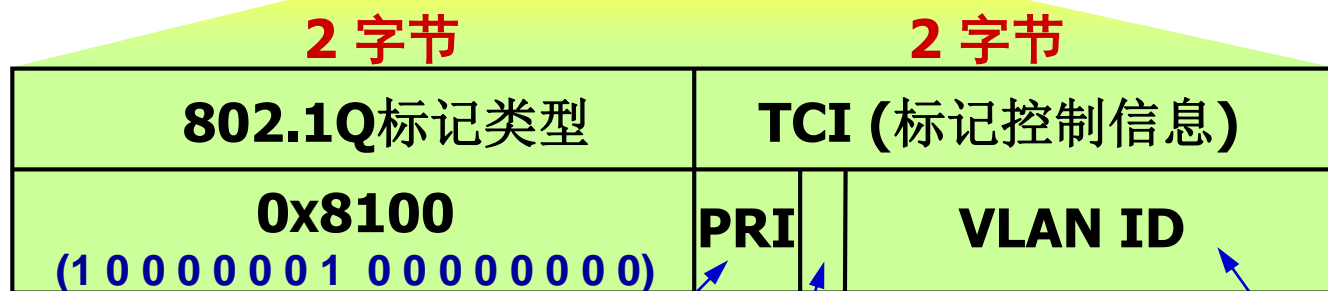 2 字节 2 字节
802.1Q标记类型 TCI (标记控制信息)
0x8100 PRI VLAN ID
(1 0 0 0 0 0 0 1 0 0 0 0 0 0 0 0)